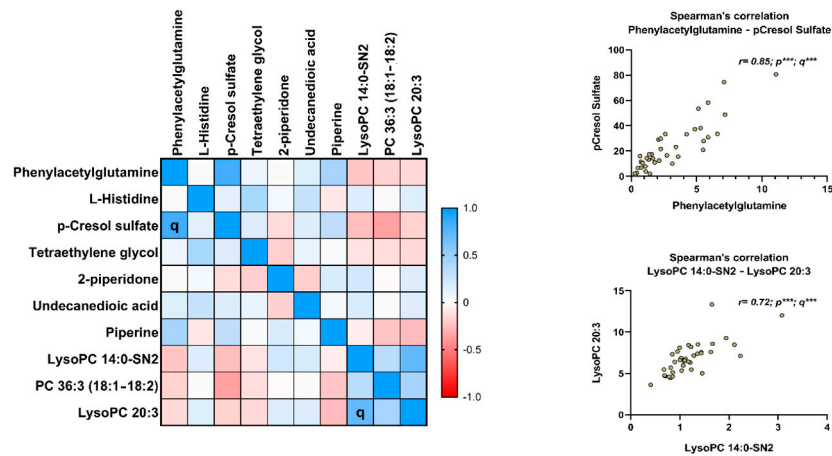 Phenylacetylglutamine
L-Histidine
p-Cresol sulfate
Tetraethylene glycol
2-piperidone
Undecanedioic acid
Piperine
LysoPC 14:0-SN2
PC 36:3 (18:1-18:2)
LysoPC 20:3
Phenylacetylglutamine
L-Histidine
p-Cresol sulfate
q
Tetraethylene glycol
2-piperidone
Undecanedioic acid
Piperine
LysoPC 14:0-SN2
PC 36:3 (18:1-18:2)
LysoPC 20:3
q
1.0
0.5
0
-0.5
-1.0
Spearman's correlation
Phenylacetylglutamine - pCresol Sulfate
r= 0.85; p***; q***
pCresol Sulfate
100
80
60
40
20
0
0 5 10 15
Phenylacetylglutamine
Spearman's correlation
LysoPC 14:0-SN2 - LysoPC 20:3
r= 0.72; p***; q***
LysoPC 20:3
15
10
5
0
0 1 2 3 4
LysoPC 14:0-SN2